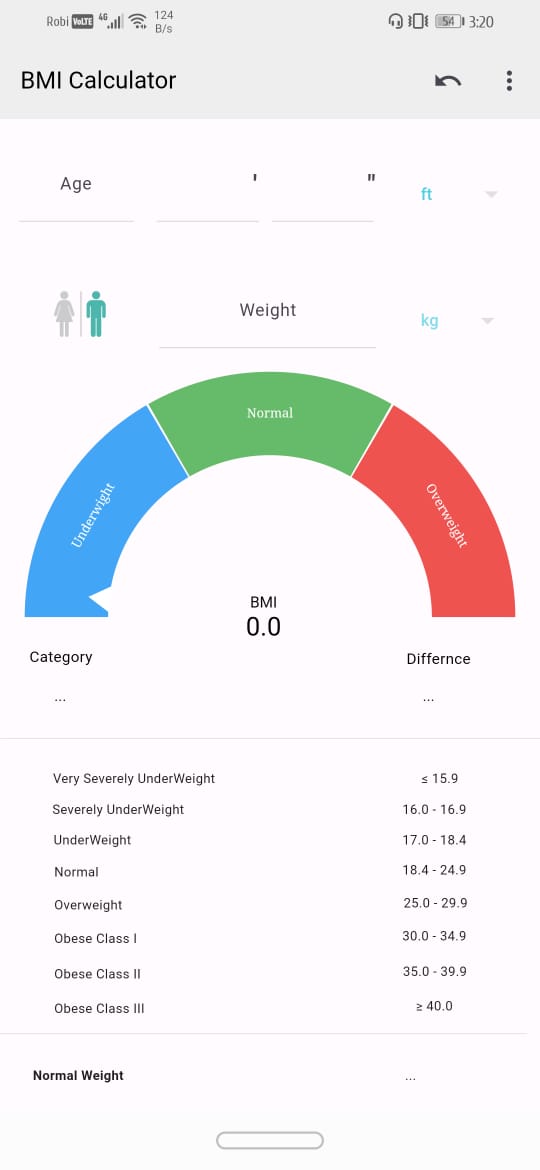 Robi VoLTE 4G 124 B/s 54 3:20
BMI Calculator
Age ' " ft
Weight kg
Normal
Underwight
Overweight
BMI
0.0
Category Differnce
... ...
Very Severely UnderWeight ≤ 15.9
Severely UnderWeight 16.0 - 16.9
UnderWeight 17.0 - 18.4
Normal 18.4 - 24.9
Overweight 25.0 - 29.9
Obese Class I 30.0 - 34.9
Obese Class II 35.0 - 39.9
Obese Class III ≥ 40.0
Normal Weight ...